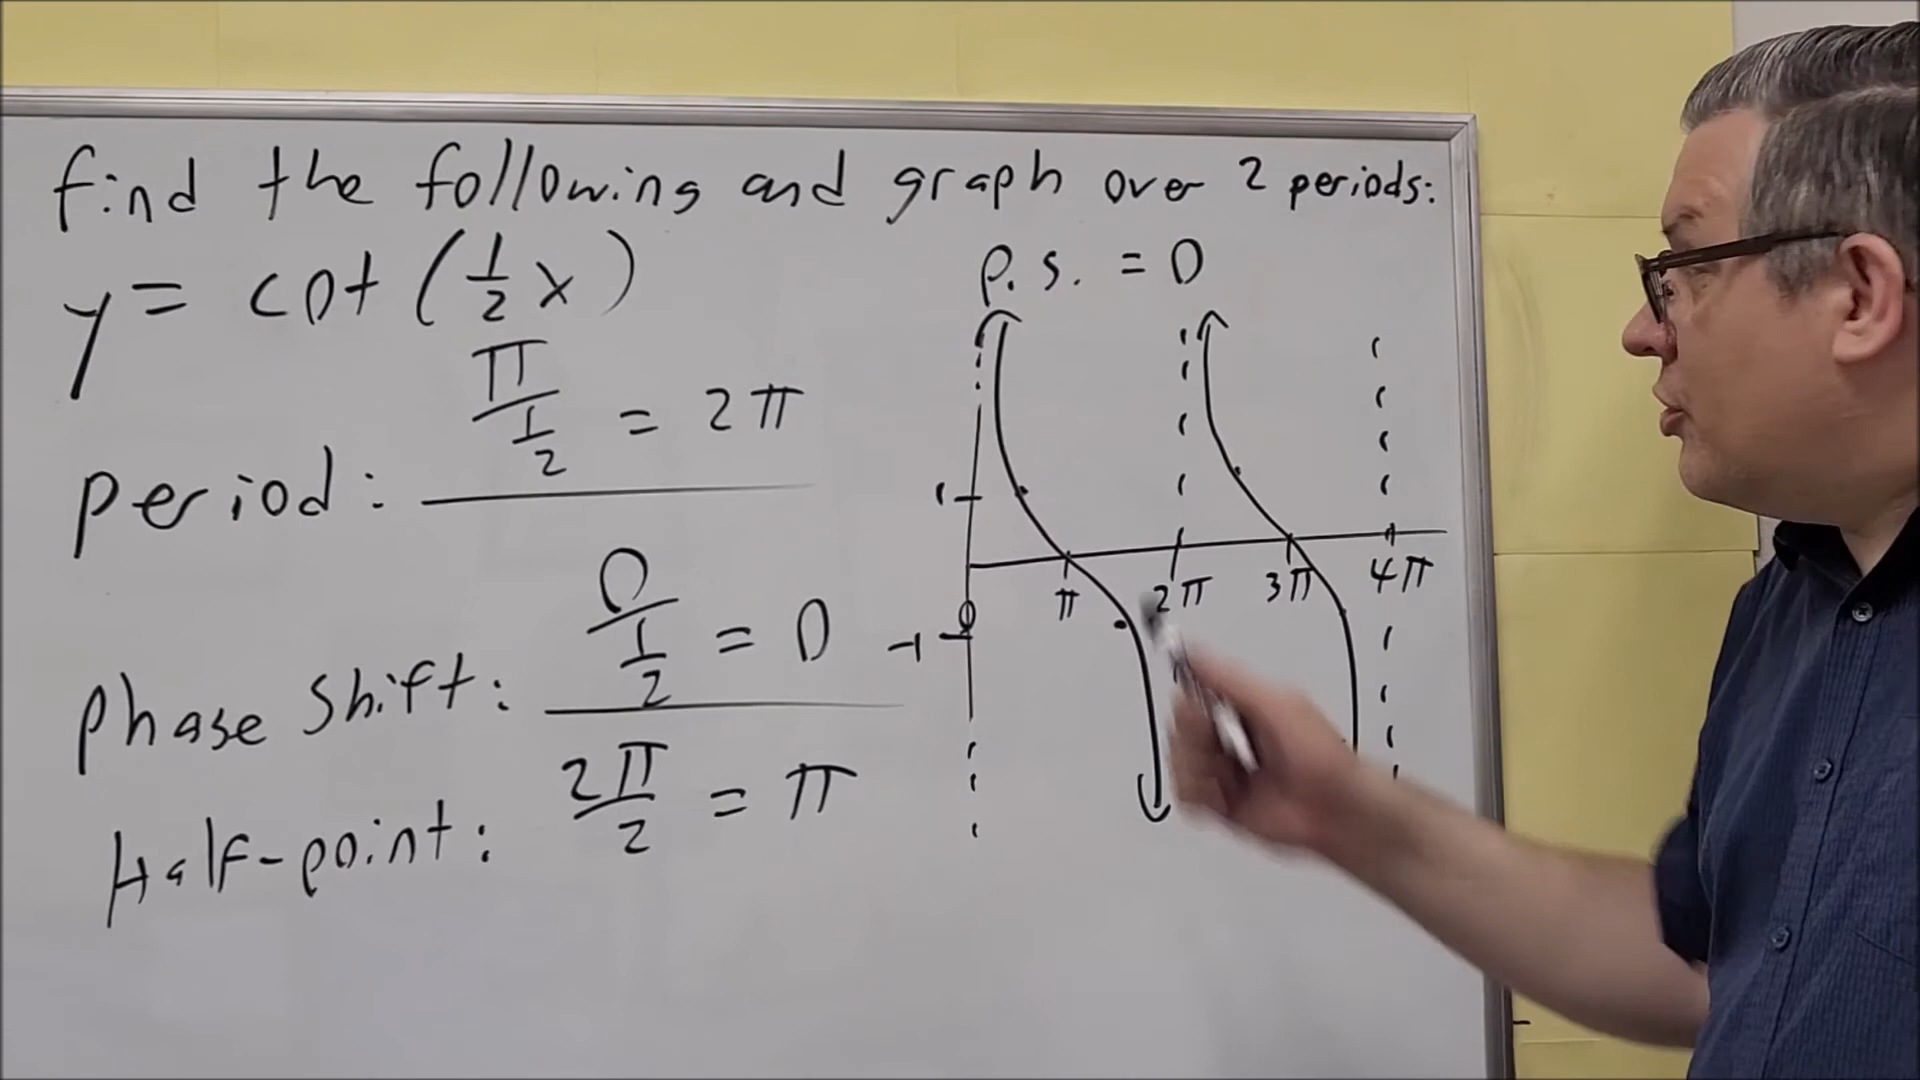 find the following and graph over 2 periods:
y = cot (1/2 x)
p. s. = 0
period: π/(1/2) = 2π
phase shift: 0/(1/2) = 0
Half-point: 2π/2 = π
1
π 2π 3π 4π
0
-1